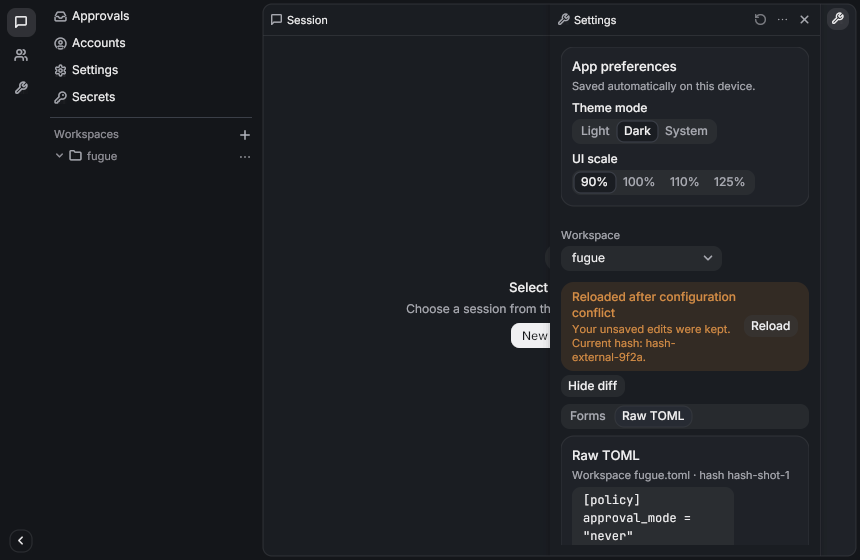 Approvals
Accounts
Settings
Secrets
Workspaces
fugue
Session
Select
Choose a session from th
New
Settings
App preferences
Saved automatically on this device.
Theme mode
Light Dark System
UI scale
90% 100% 110% 125%
Workspace
fugue
Reloaded after configuration
conflict
Your unsaved edits were kept.
Current hash: hash-
external-9f2a.
Reload
Hide diff
Forms Raw TOML
Raw TOML
Workspace fugue.toml · hash hash-shot-1
[policy]
approval_mode =
"never"